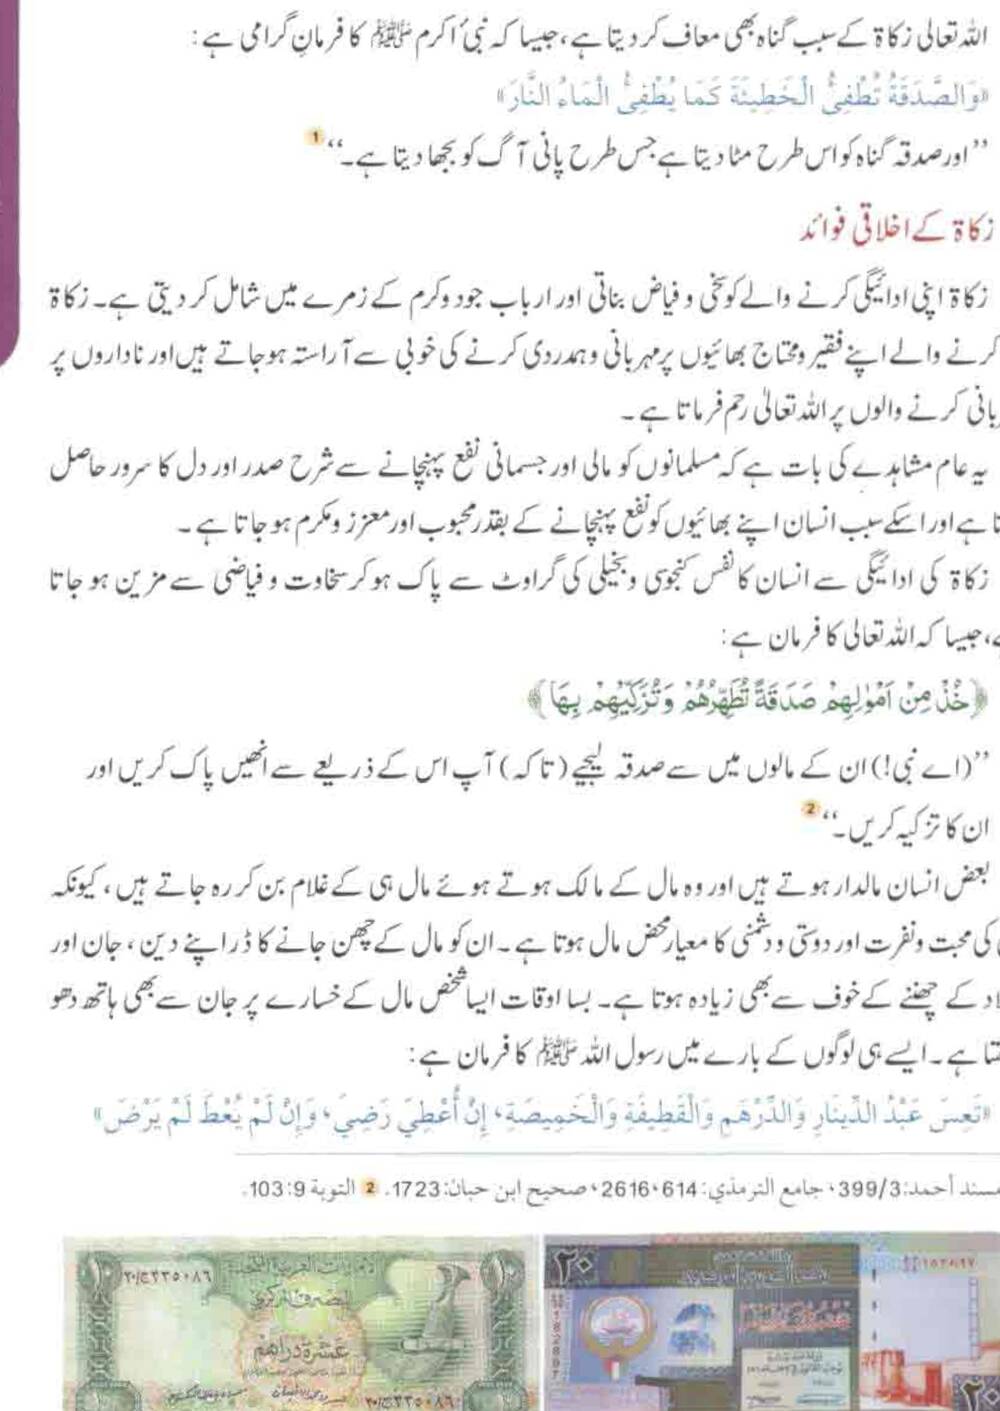 اللہ تعالیٰ زکاۃ کے سبب گناہ بھی معاف کر دیتا ہے، جیسا کہ نبیٔ اکرم ﷺ کا فرمانِ گرامی ہے:
«وَالصَّدَقَةُ تُطْفِئُ الْخَطِيئَةَ كَمَا يُطْفِئُ الْمَاءُ النَّارَ»
’’اور صدقہ گناہ کو اس طرح مٹا دیتا ہے جس طرح پانی آگ کو بجھا دیتا ہے۔‘‘ 1
زکاۃ کے اخلاقی فوائد
زکاۃ اپنی ادائیگی کرنے والے کو سخی و فیاض بناتی اور ارباب جود و کرم کے زمرے میں شامل کر دیتی ہے۔ زکاۃ
کرنے والے اپنے فقیر و محتاج بھائیوں پر مہربانی و ہمدردی کرنے کی خوبی سے آراستہ ہو جاتے ہیں اور ناداروں پر
بانی کرنے والوں پر اللہ تعالیٰ رحم فرماتا ہے۔
یہ عام مشاہدے کی بات ہے کہ مسلمانوں کو مالی اور جسمانی نفع پہنچانے سے شرح صدر اور دل کا سرور حاصل
تا ہے اور اسکے سبب انسان اپنے بھائیوں کو نفع پہنچانے کے بقدر محبوب اور معزز و مکرم ہو جاتا ہے۔
زکاۃ کی ادائیگی سے انسان کا نفس کنجوسی و بخیلی کی گراوٹ سے پاک ہو کر سخاوت و فیاضی سے مزین ہو جاتا
ے، جیسا کہ اللہ تعالیٰ کا فرمان ہے:
﴿خُذْ مِنْ اَمْوٰلِهِمْ صَدَقَةً تُطَهِّرُهُمْ وَتُزَكِّيهِمْ بِهَا﴾
’’(اے نبی!) ان کے مالوں میں سے صدقہ لیجیے (تاکہ) آپ اس کے ذریعے سے انھیں پاک کریں اور
ان کا تزکیہ کریں۔‘‘ 2
بعض انسان مالدار ہوتے ہیں اور وہ مال کے مالک ہوتے ہوئے مال ہی کے غلام بن کر رہ جاتے ہیں، کیونکہ
کی محبت و نفرت اور دوستی و دشمنی کا معیار محض مال ہوتا ہے۔ ان کو مال کے چھن جانے کا ڈر اپنے دین، جان اور
اد کے چھننے کے خوف سے بھی زیادہ ہوتا ہے۔ بسا اوقات ایسا شخص مال کے خسارے پر جان سے بھی ہاتھ دھو
تا ہے۔ ایسے ہی لوگوں کے بارے میں رسول اللہ ﷺ کا فرمان ہے:
«تَعِسَ عَبْدُ الدِّينَارِ وَالدِّرْهَمِ وَالْقَطِيفَةِ وَالْخَمِيصَةِ، إِنْ أُعْطِيَ رَضِيَ، وَإِنْ لَمْ يُعْطَ لَمْ يَرْضَ»
مسند أحمد: 399/3، جامع الترمذي: 614، 2616، صحيح ابن حبان: 1723. 2 التوبة 9:103.
الإمارات العربية المتحدة
المصرف المركزي
عشرة دراهم
٢٠
٢٠